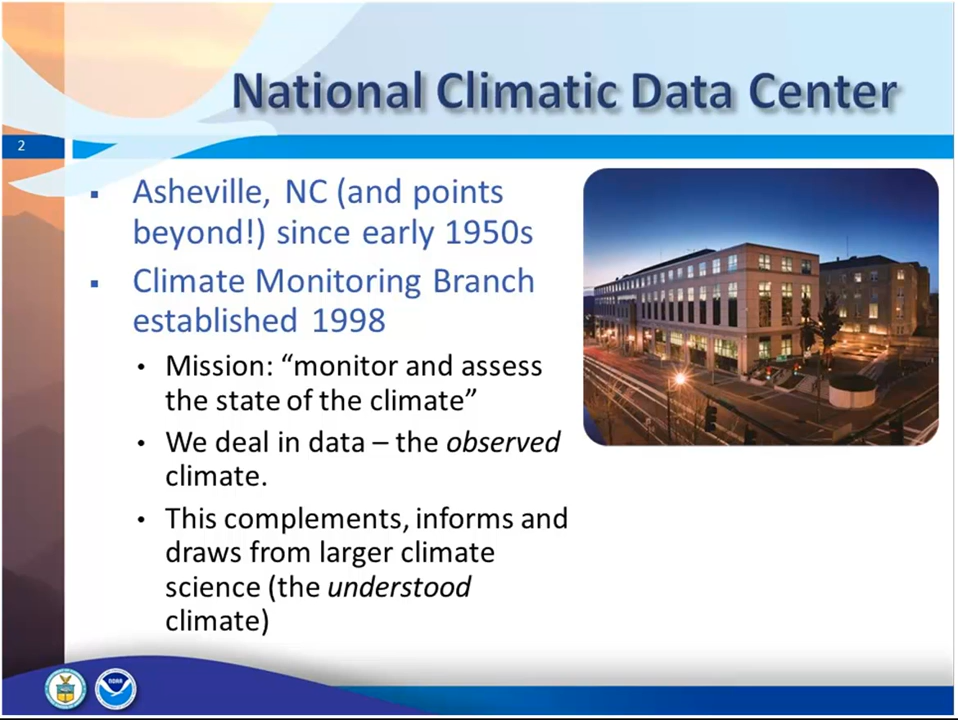 National Climatic Data Center
2
▪ Asheville, NC (and points
beyond!) since early 1950s
▪ Climate Monitoring Branch
established 1998
• Mission: “monitor and assess
the state of the climate”
• We deal in data – the observed
climate.
• This complements, informs and
draws from larger climate
science (the understood
climate)
NOAA